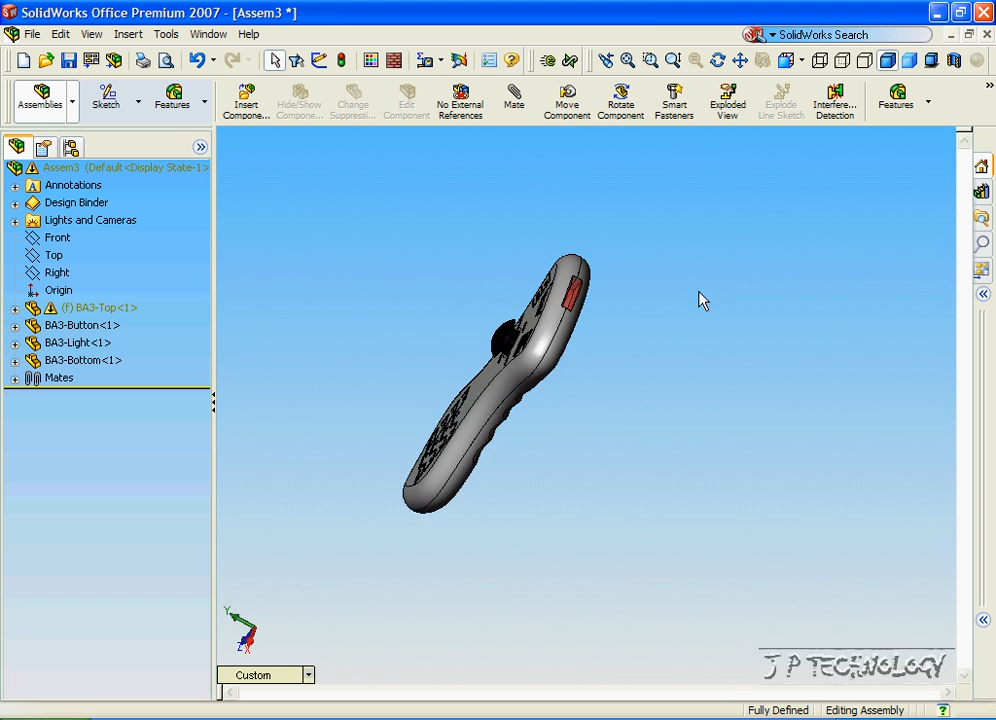 SolidWorks Office Premium 2007 - [Assem3 *]
File Edit View Insert Tools Window Help
SolidWorks Search
Assemblies Sketch Features
Insert Compone... Hide/Show Compone... Change Suppressi... Edit Component No External References Mate Move Component Rotate Component Smart Fasteners Exploded View Explode Line Sketch Interfere... Detection Features
Assem3 (Default<Display State-1>
Annotations
Design Binder
Lights and Cameras
Front
Top
Right
Origin
(f) BA3-Top<1>
BA3-Button<1>
BA3-Light<1>
BA3-Bottom<1>
Mates
Y
Z X
Custom
J P TECHNOLOGY
Fully Defined Editing Assembly